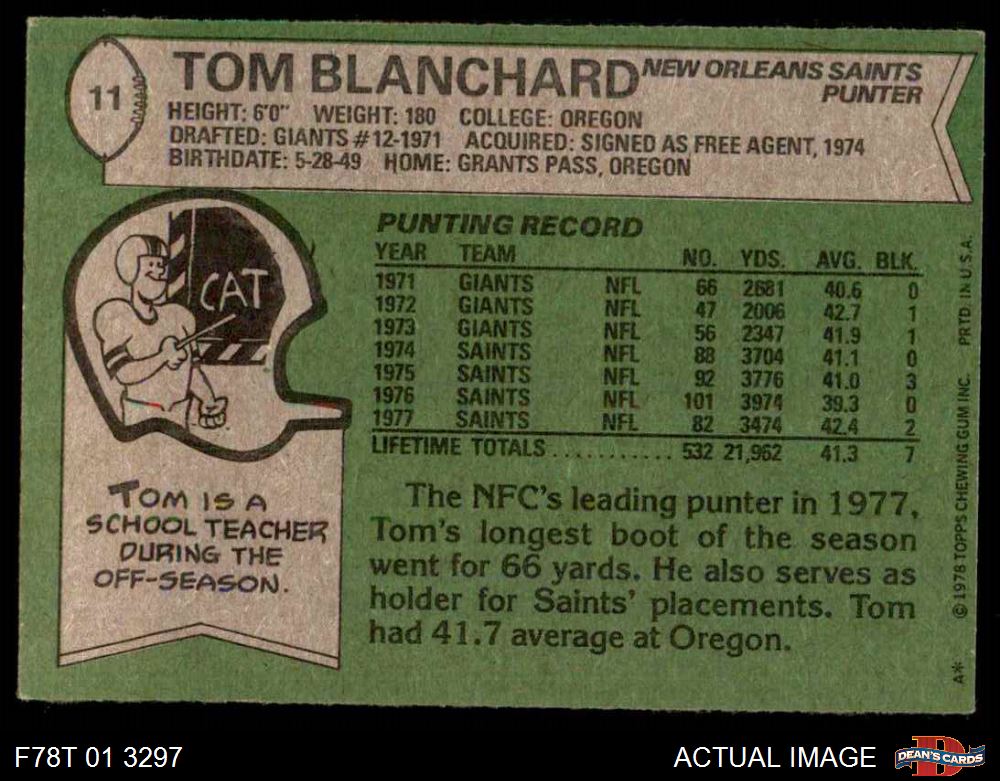 11
TOM BLANCHARD
NEW ORLEANS SAINTS
PUNTER
HEIGHT: 6'0" WEIGHT: 180 COLLEGE: OREGON
DRAFTED: GIANTS #12-1971 ACQUIRED: SIGNED AS FREE AGENT, 1974
BIRTHDATE: 5-28-49 HOME: GRANTS PASS, OREGON
CAT
TOM IS A
SCHOOL TEACHER
DURING THE
OFF-SEASON.
PUNTING RECORD
YEAR TEAM NO. YDS. AVG. BLK.
1971 GIANTS NFL 66 2681 40.6 0
1972 GIANTS NFL 47 2006 42.7 1
1973 GIANTS NFL 56 2347 41.9 1
1974 SAINTS NFL 88 3704 41.1 0
1975 SAINTS NFL 92 3776 41.0 3
1976 SAINTS NFL 101 3974 39.3 0
1977 SAINTS NFL 82 3474 42.4 2
LIFETIME TOTALS........... 532 21,962 41.3 7
The NFC's leading punter in 1977,
Tom's longest boot of the season
went for 66 yards. He also serves as
holder for Saints' placements. Tom
had 41.7 average at Oregon.
A* © 1978 TOPPS CHEWING GUM INC. PRTD. IN U.S.A.
F78T 01 3297
ACTUAL IMAGE
D
DEAN'S CARDS